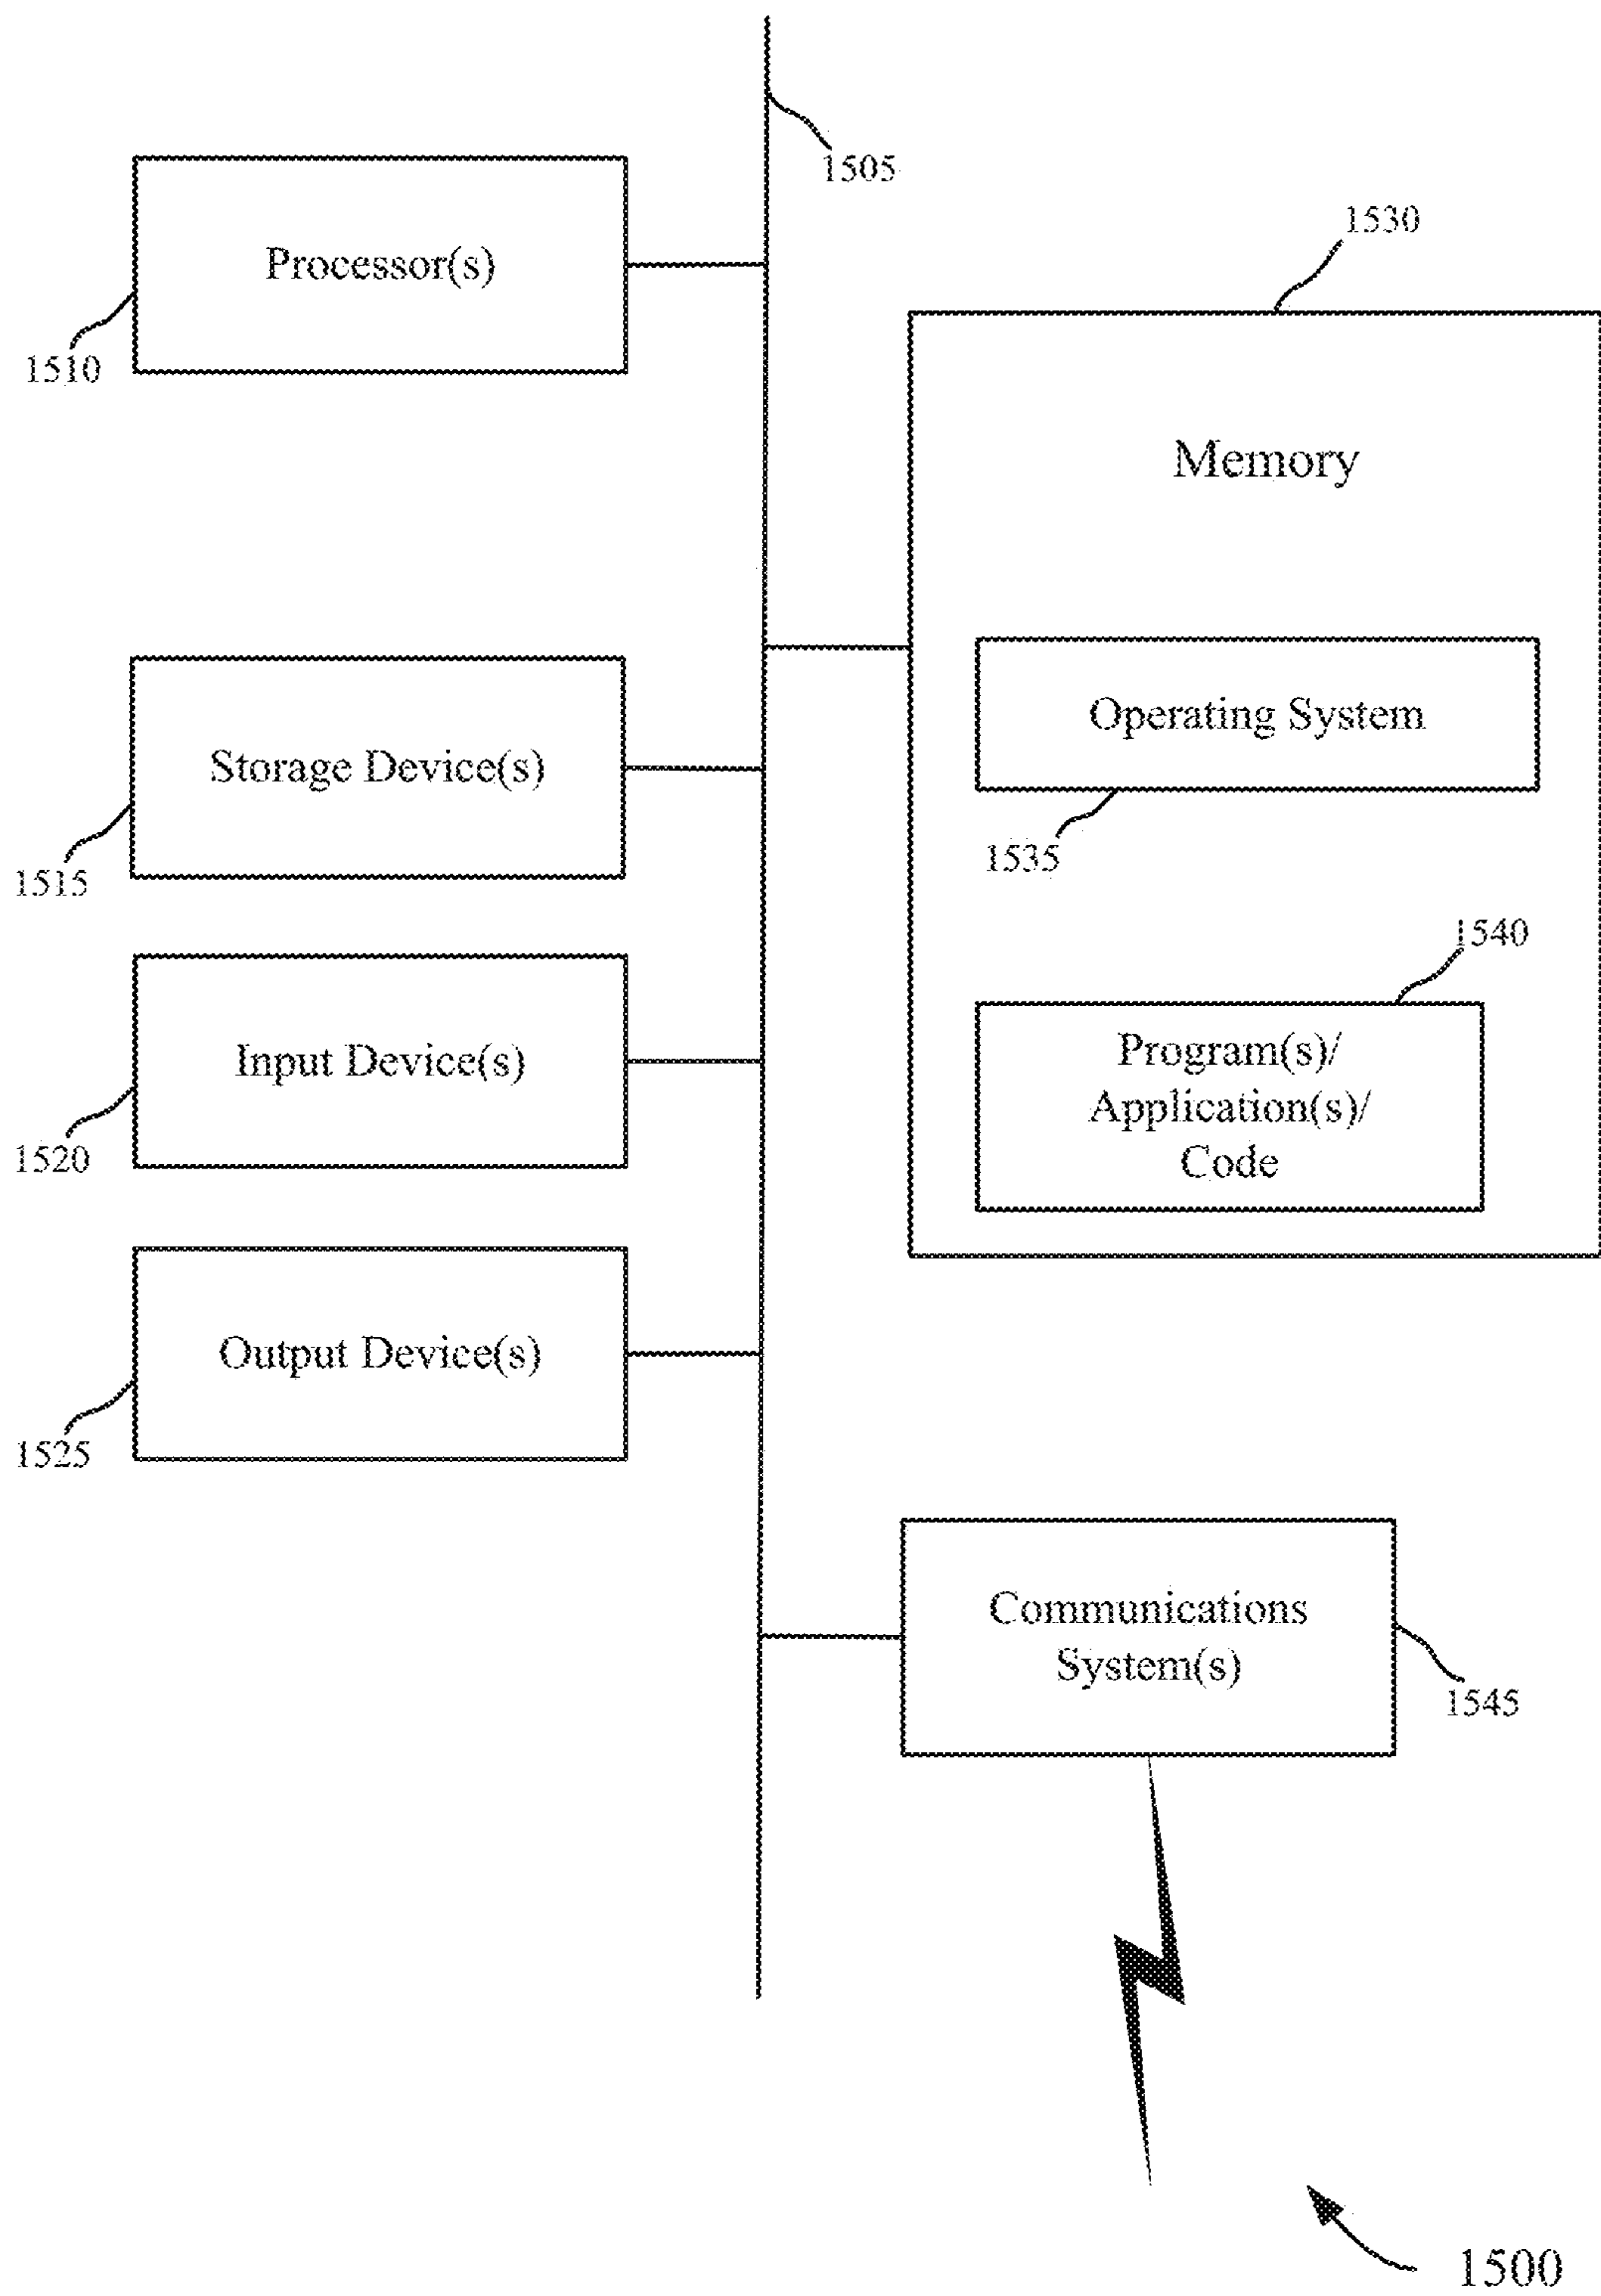 1505
Processor(s)
1510
1530
Memory
Storage Device(s)
1515
Operating System
1535
1540
Input Device(s)
1520
Program(s)/
Application(s)/
Code
Output Device(s)
1525
Communications
System(s)
1545
1500